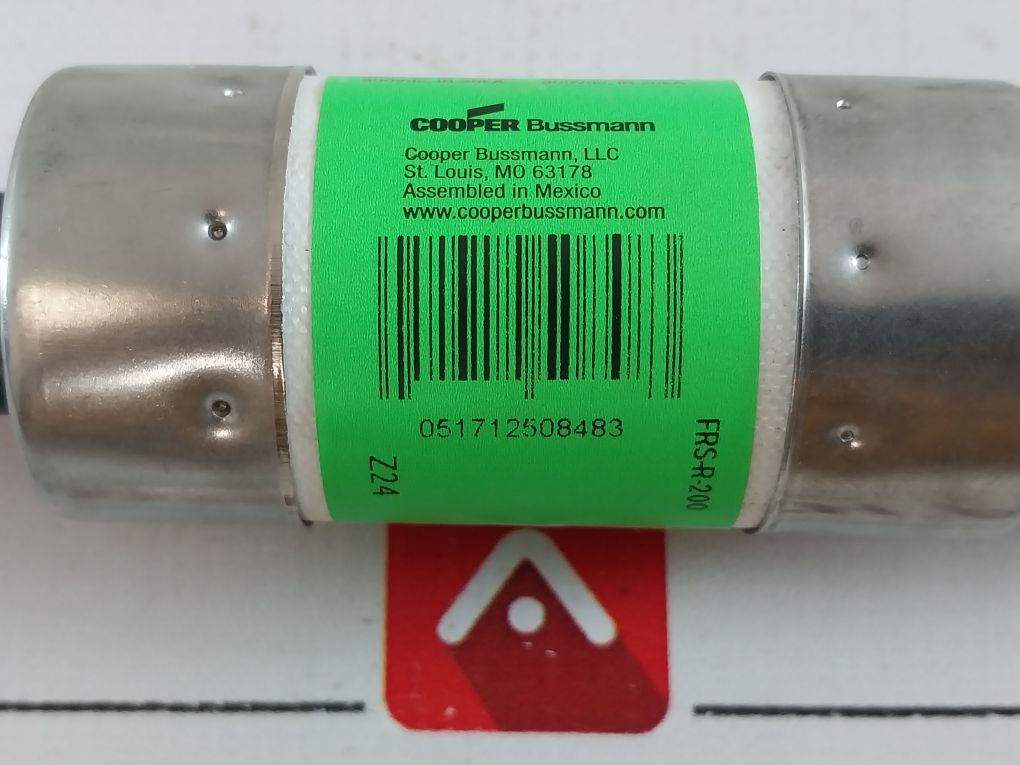 COOPER Bussmann
Cooper Bussmann, LLC
St. Louis, MO 63178
Assembled in Mexico
www.cooperbussmann.com
051712508483
Z24
FRS-R-200